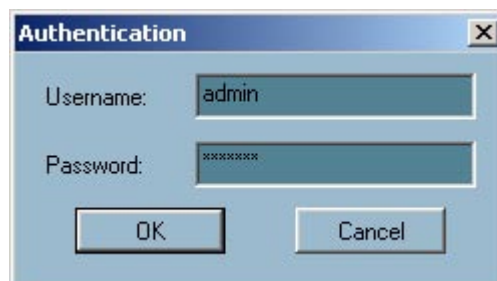 Authentication
Username: admin
Password: *******
OK Cancel